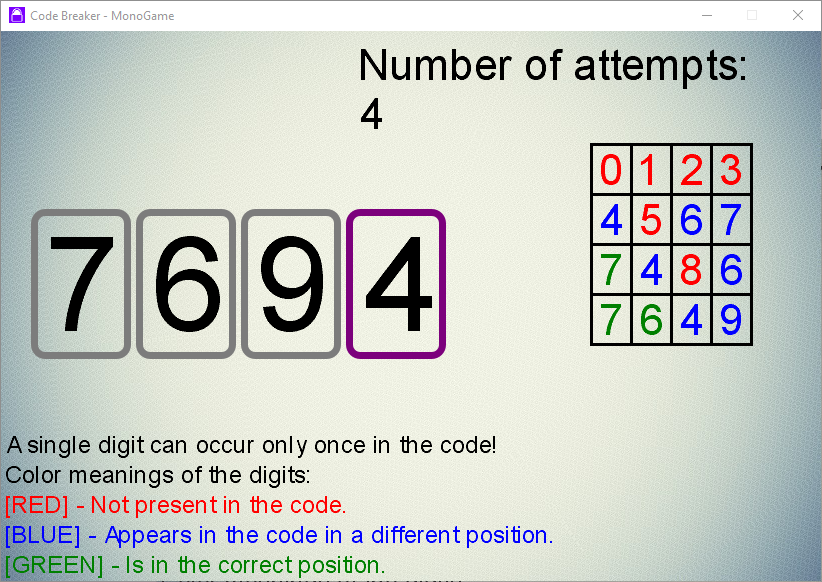 Code Breaker - MonoGame
Number of attempts:
4
0 1 2 3
4 5 6 7
7 4 8 6
7 6 4 9
7 6 9 4
A single digit can occur only once in the code!
Color meanings of the digits:
[RED] - Not present in the code.
[BLUE] - Appears in the code in a different position.
[GREEN] - Is in the correct position.